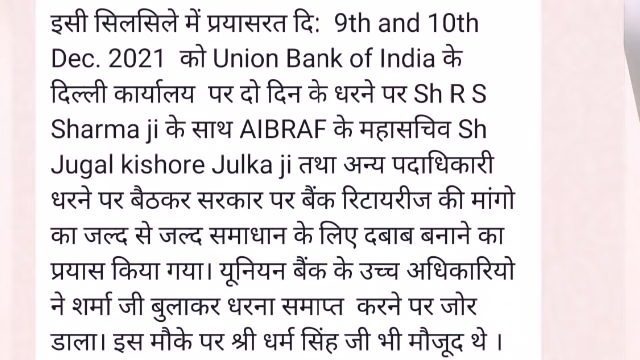 इसी सिलसिले में प्रयासरत दि:  9th and 10th
Dec. 2021  को Union Bank of India के
दिल्ली कार्यालय  पर दो दिन के धरने पर Sh R S
Sharma ji के साथ AIBRAF के महासचिव Sh
Jugal kishore Julka ji तथा अन्य पदाधिकारी
धरने पर बैठकर सरकार पर बैंक रिटायरीज की मांगो
का जल्द से जल्द समाधान के लिए दबाब बनाने का
प्रयास किया गया। यूनियन बैंक के उच्च अधिकारियो
ने शर्मा जी बुलाकर धरना समाप्त  करने पर जोर
डाला। इस मौके पर श्री धर्म सिंह जी भी मौजूद थे ।